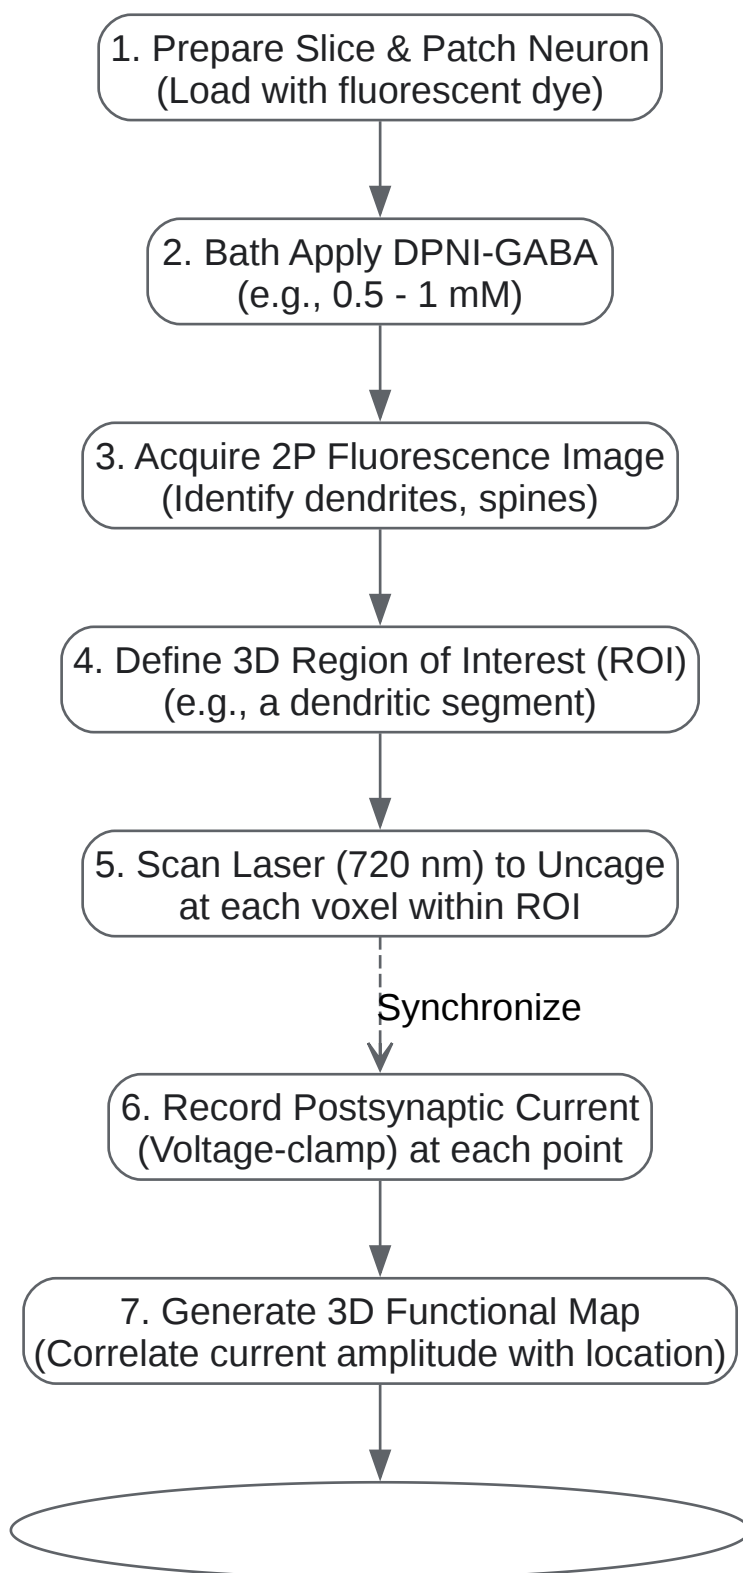 1. Prepare Slice & Patch Neuron
(Load with fluorescent dye)
2. Bath Apply DPNI-GABA
(e.g., 0.5 - 1 mM)
3. Acquire 2P Fluorescence Image
(Identify dendrites, spines)
4. Define 3D Region of Interest (ROI)
(e.g., a dendritic segment)
5. Scan Laser (720 nm) to Uncage
at each voxel within ROI
Synchronize
6. Record Postsynaptic Current
(Voltage-clamp) at each point
7. Generate 3D Functional Map
(Correlate current amplitude with location)